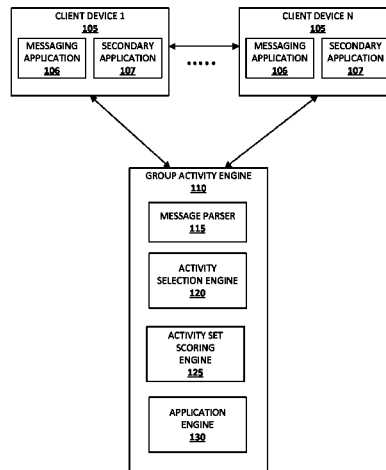 CLIENT DEVICE 1
105
MESSAGING
APPLICATION
106
SECONDARY
APPLICATION
107
CLIENT DEVICE N
105
MESSAGING
APPLICATION
106
SECONDARY
APPLICATION
107
GROUP ACTIVITY ENGINE
110
MESSAGE PARSER
115
ACTIVITY
SELECTION ENGINE
120
ACTIVITY SET
SCORING
ENGINE
125
APPLICATION
ENGINE
130